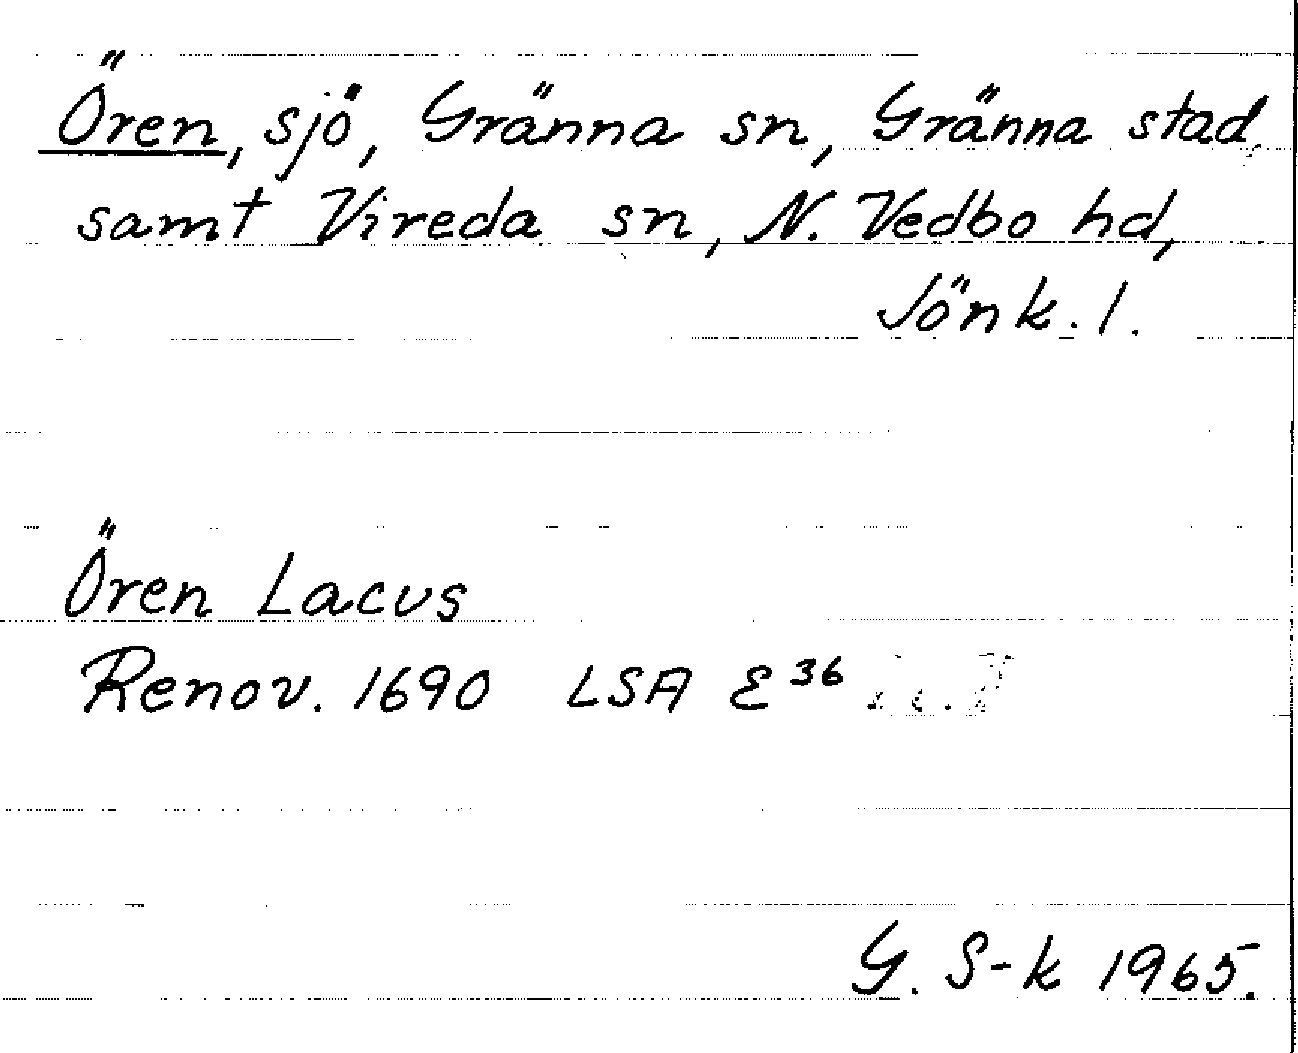 Ören, sjö, Gränna sn, Gränna stad
samt Vireda sn, N. Vedbo hd,
Jönk. l.
Ören Lacus
Renov. 1690 LSA E 36
G. S-k 1965.